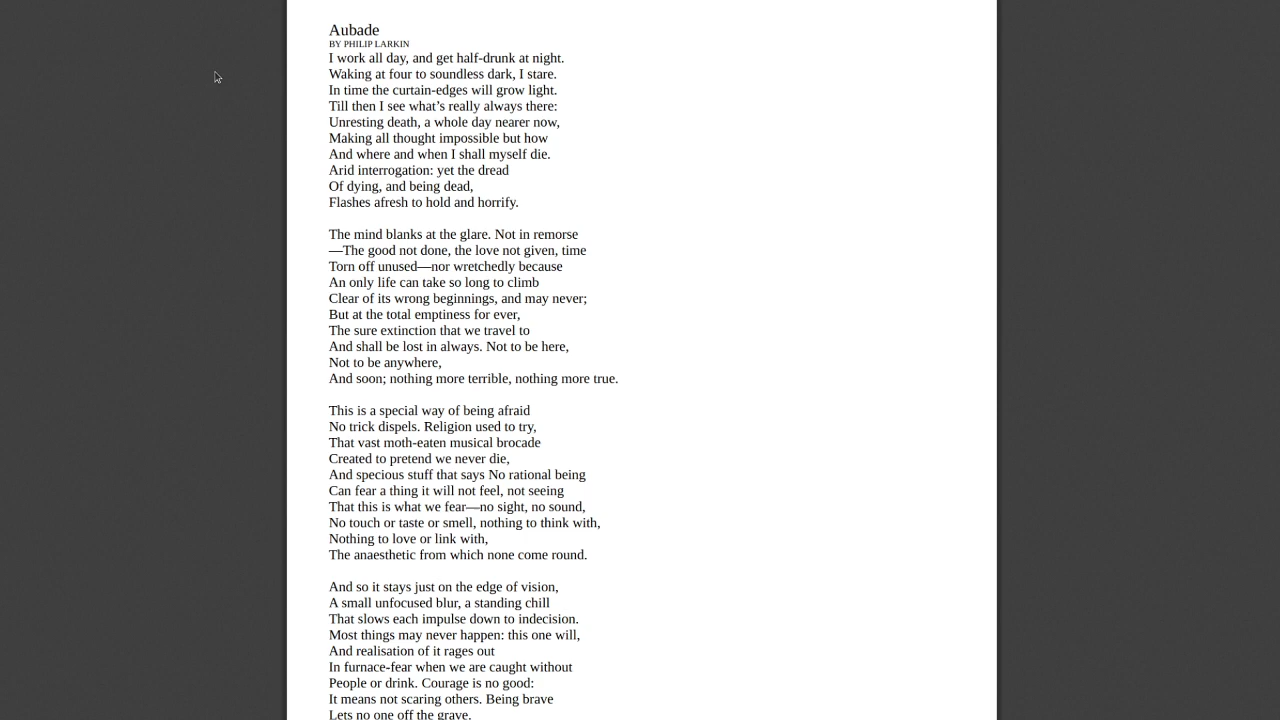 Aubade
BY PHILIP LARKIN
I work all day, and get half-drunk at night.
Waking at four to soundless dark, I stare.
In time the curtain-edges will grow light.
Till then I see what’s really always there:
Unresting death, a whole day nearer now,
Making all thought impossible but how
And where and when I shall myself die.
Arid interrogation: yet the dread
Of dying, and being dead,
Flashes afresh to hold and horrify.

The mind blanks at the glare. Not in remorse
—The good not done, the love not given, time
Torn off unused—nor wretchedly because
An only life can take so long to climb
Clear of its wrong beginnings, and may never;
But at the total emptiness for ever,
The sure extinction that we travel to
And shall be lost in always. Not to be here,
Not to be anywhere,
And soon; nothing more terrible, nothing more true.

This is a special way of being afraid
No trick dispels. Religion used to try,
That vast moth-eaten musical brocade
Created to pretend we never die,
And specious stuff that says No rational being
Can fear a thing it will not feel, not seeing
That this is what we fear—no sight, no sound,
No touch or taste or smell, nothing to think with,
Nothing to love or link with,
The anaesthetic from which none come round.

And so it stays just on the edge of vision,
A small unfocused blur, a standing chill
That slows each impulse down to indecision.
Most things may never happen: this one will,
And realisation of it rages out
In furnace-fear when we are caught without
People or drink. Courage is no good:
It means not scaring others. Being brave
Lets no one off the grave.